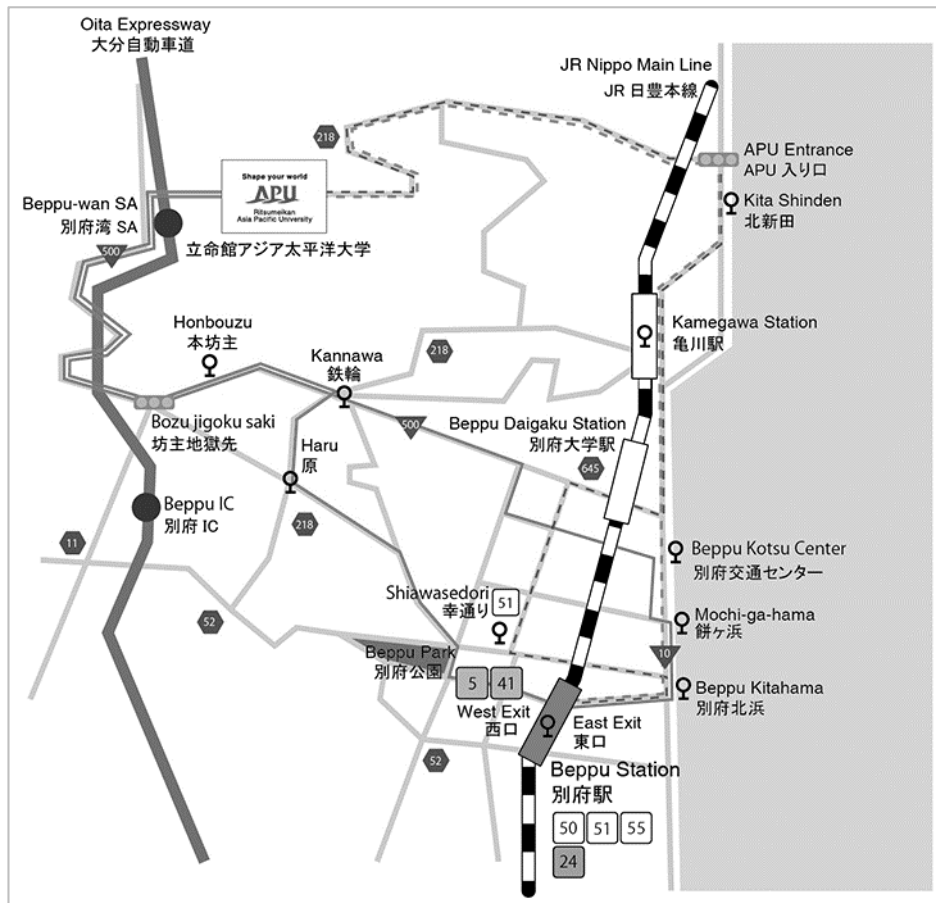 Oita Expressway
大分自動車道
JR Nippo Main Line
JR 日豊本線
218
Shape your world
APU
Ritsumeikan
Asia Pacific University
立命館アジア太平洋大学
APU Entrance
APU 入り口
Beppu-wan SA
別府湾 SA
Kita Shinden
北新田
500
Honbouzu
本坊主
Kannawa
鉄輪
218
Kamegawa Station
亀川駅
Bozu jigoku saki
坊主地獄先
500
Beppu Daigaku Station
別府大学駅
Haru
原
645
Beppu IC
別府 IC
218
11
Beppu Kotsu Center
別府交通センター
Shiawasedori
幸通り
51
52
Mochi-ga-hama
餅ヶ浜
Beppu Park
別府公園
10
5
41
Beppu Kitahama
別府北浜
West Exit
西口
East Exit
東口
52
Beppu Station
別府駅
50
51
55
24